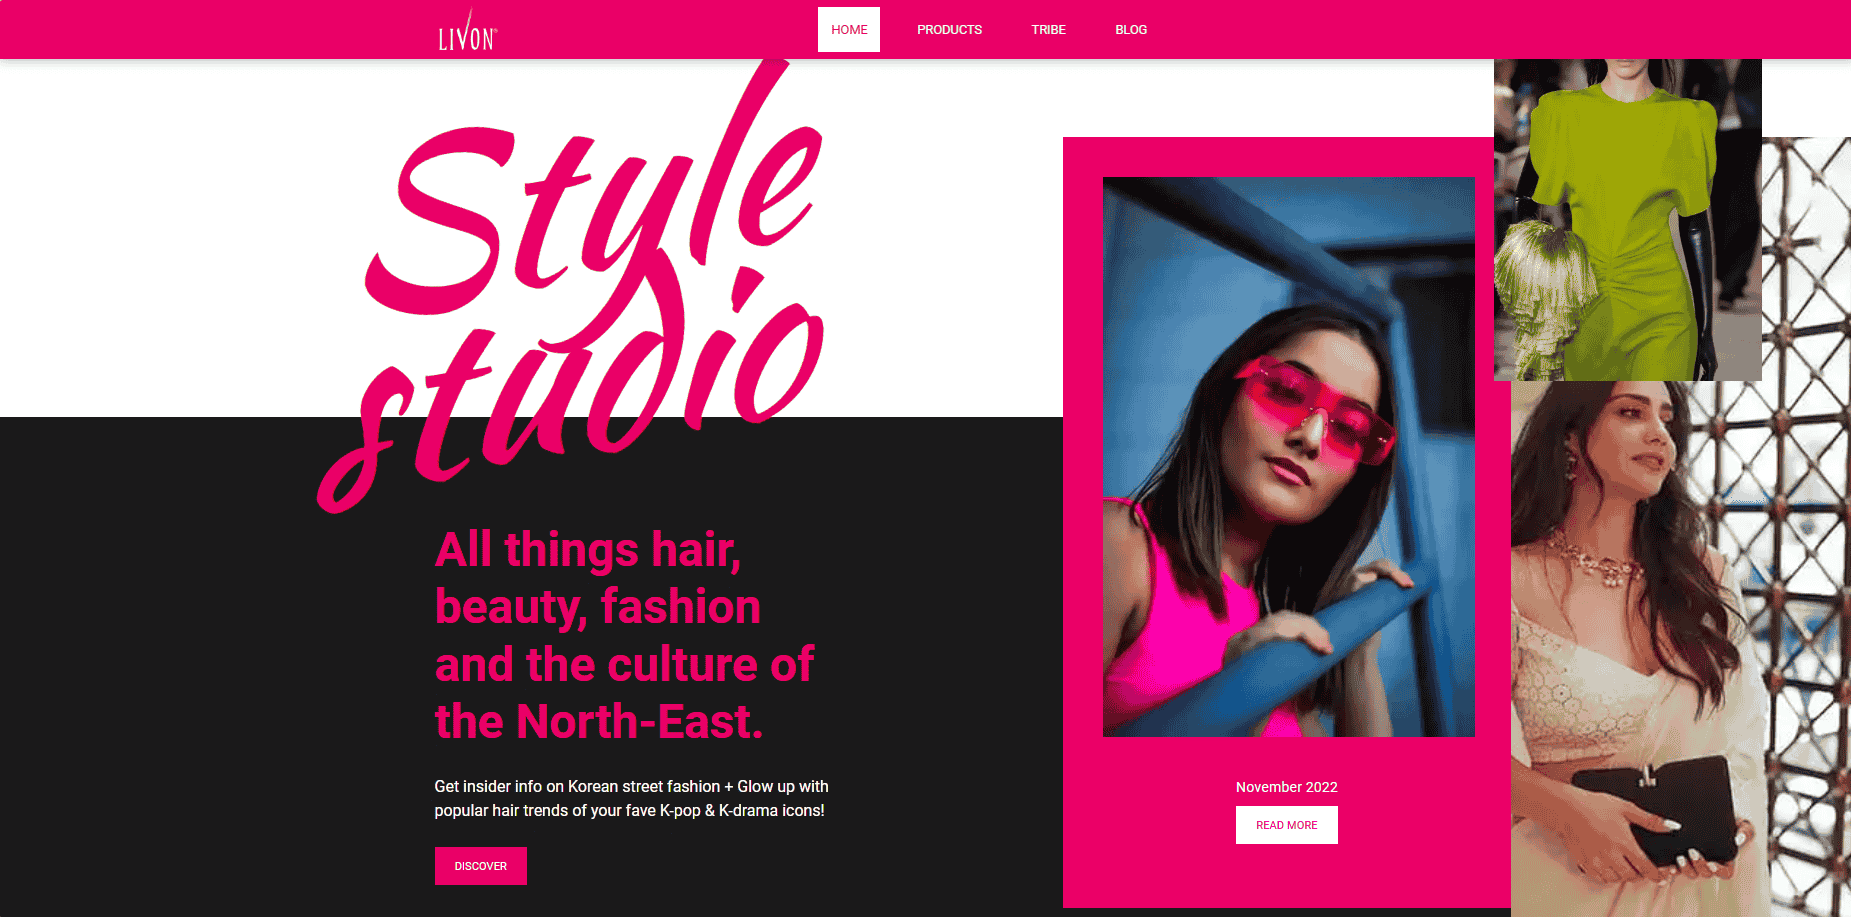 LIVON®
HOME
PRODUCTS
TRIBE
BLOG
Style
studio
All things hair,
beauty, fashion
and the culture of
the North-East.
Get insider info on Korean street fashion + Glow up with
popular hair trends of your fave K-pop & K-drama icons!
DISCOVER
November 2022
READ MORE